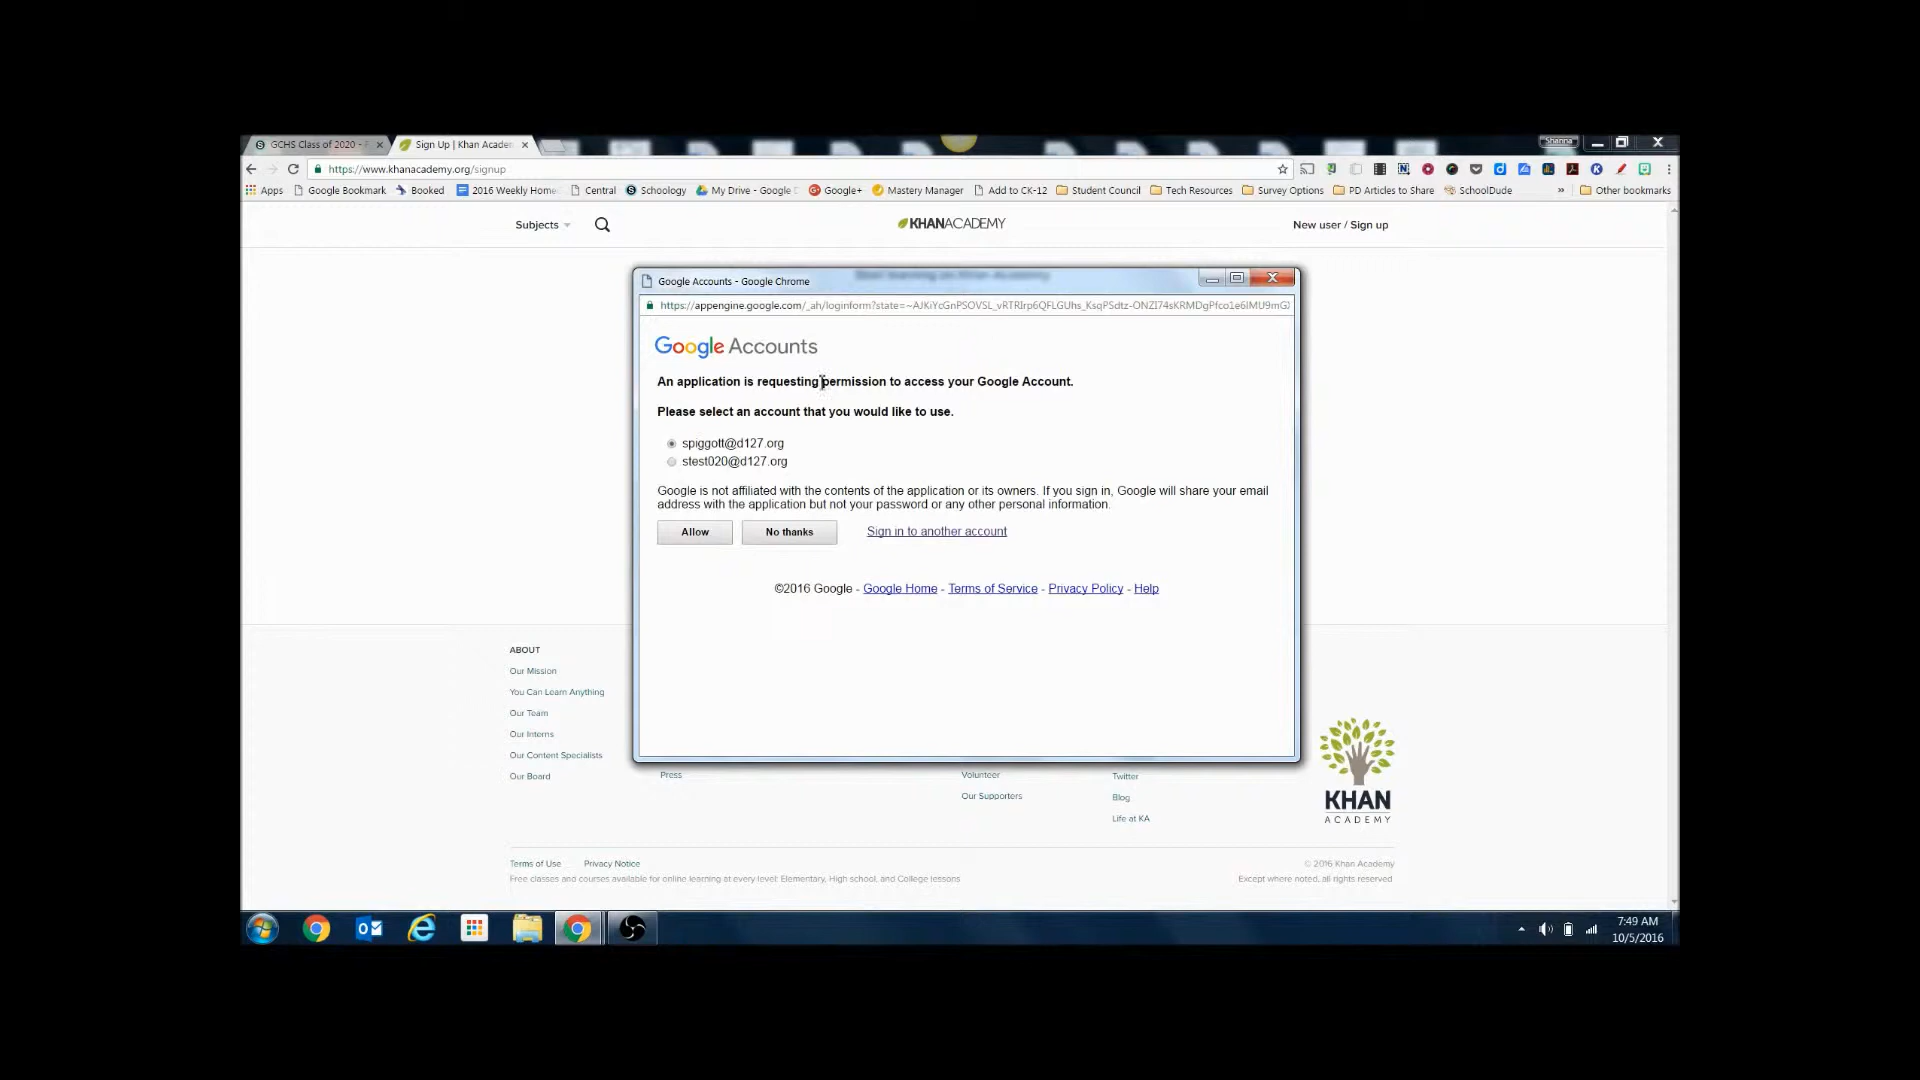 GCHS Class of 2020 -
Sign Up | Khan Academ
Shanna
https://www.khanacademy.org/signup
Apps
Google Bookmark
Booked
2016 Weekly Home
Central
Schoology
My Drive - Google D
Google+
Mastery Manager
Add to CK-12
Student Council
Tech Resources
Survey Options
PD Articles to Share
SchoolDude
»
Other bookmarks
Subjects
KHANACADEMY
New user / Sign up
Start learning on Khan Academy
Google Accounts - Google Chrome
Google Accounts
An application is requesting permission to access your Google Account.
Please select an account that you would like to use.
spiggott@d127.org
stest020@d127.org
Google is not affiliated with the contents of the application or its owners. If you sign in, Google will share your email
address with the application but not your password or any other personal information.
Allow
No thanks
Sign in to another account
©2016 Google - Google Home - Terms of Service - Privacy Policy - Help
ABOUT
Our Mission
You Can Learn Anything
Our Team
Our Interns
Our Content Specialists
Our Board
Press
Volunteer
Our Supporters
Twitter
Blog
Life at KA
KHAN
ACADEMY
Terms of Use
Privacy Notice
© 2016 Khan Academy
Free classes and courses available for online learning at every level: Elementary, High school, and College lessons
Except where noted, all rights reserved
7:49 AM
10/5/2016